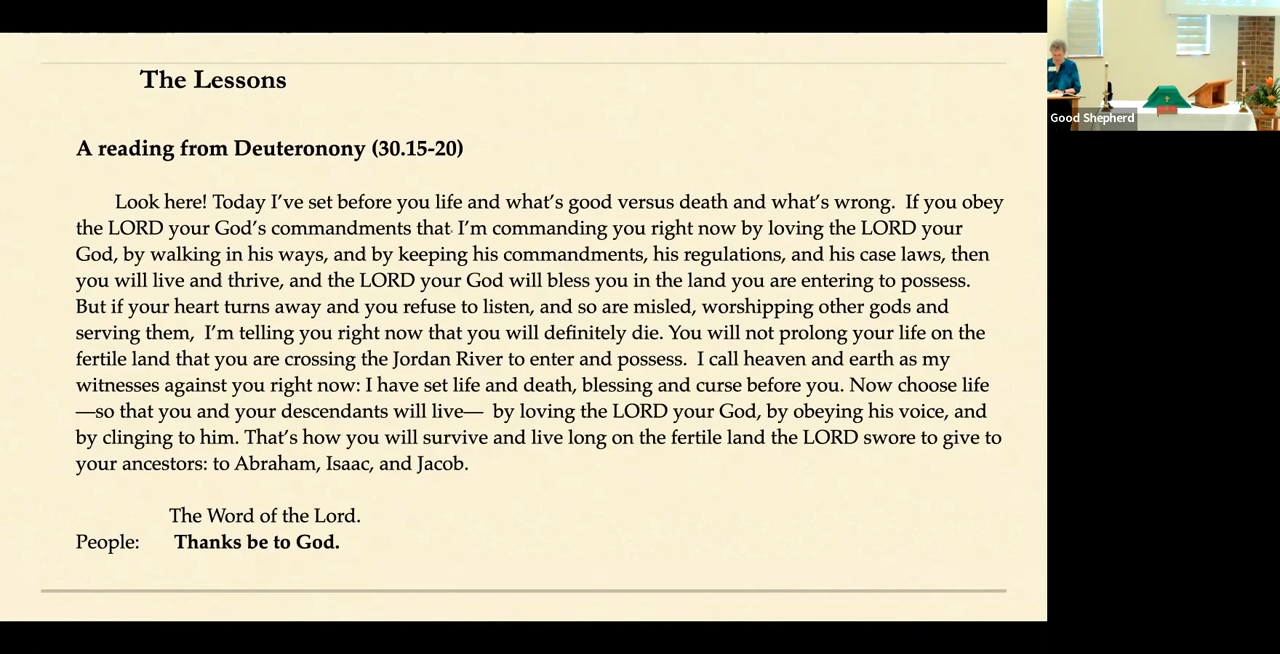 The Lessons
A reading from Deuteronony (30.15-20)
Look here! Today I've set before you life and what's good versus death and what's wrong.  If you obey
the LORD your God's commandments that I'm commanding you right now by loving the LORD your
God, by walking in his ways, and by keeping his commandments, his regulations, and his case laws, then
you will live and thrive, and the LORD your God will bless you in the land you are entering to possess.
But if your heart turns away and you refuse to listen, and so are misled, worshipping other gods and
serving them,  I'm telling you right now that you will definitely die. You will not prolong your life on the
fertile land that you are crossing the Jordan River to enter and possess.  I call heaven and earth as my
witnesses against you right now: I have set life and death, blessing and curse before you. Now choose life
—so that you and your descendants will live—  by loving the LORD your God, by obeying his voice, and
by clinging to him. That's how you will survive and live long on the fertile land the LORD swore to give to
your ancestors: to Abraham, Isaac, and Jacob.
The Word of the Lord.
People: Thanks be to God.
Good Shepherd